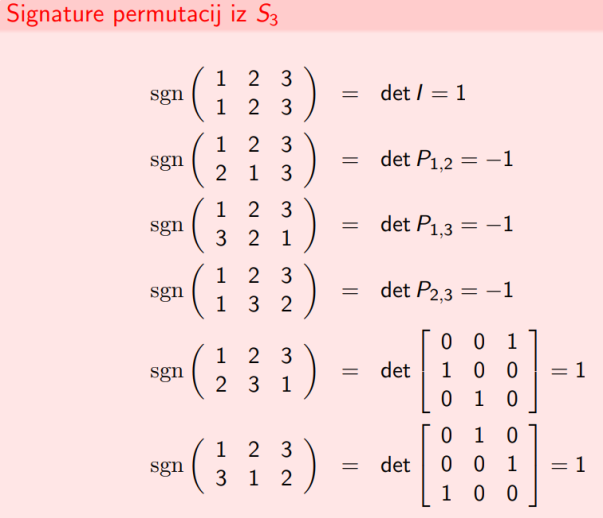 Signature permutacij iz S₃
sgn ( 1 2 3 / 1 2 3 ) = det I = 1
sgn ( 1 2 3 / 2 1 3 ) = det P₁,₂ = −1
sgn ( 1 2 3 / 3 2 1 ) = det P₁,₃ = −1
sgn ( 1 2 3 / 1 3 2 ) = det P₂,₃ = −1
sgn ( 1 2 3 / 2 3 1 ) = det [ 0 0 1 / 1 0 0 / 0 1 0 ] = 1
sgn ( 1 2 3 / 3 1 2 ) = det [ 0 1 0 / 0 0 1 / 1 0 0 ] = 1